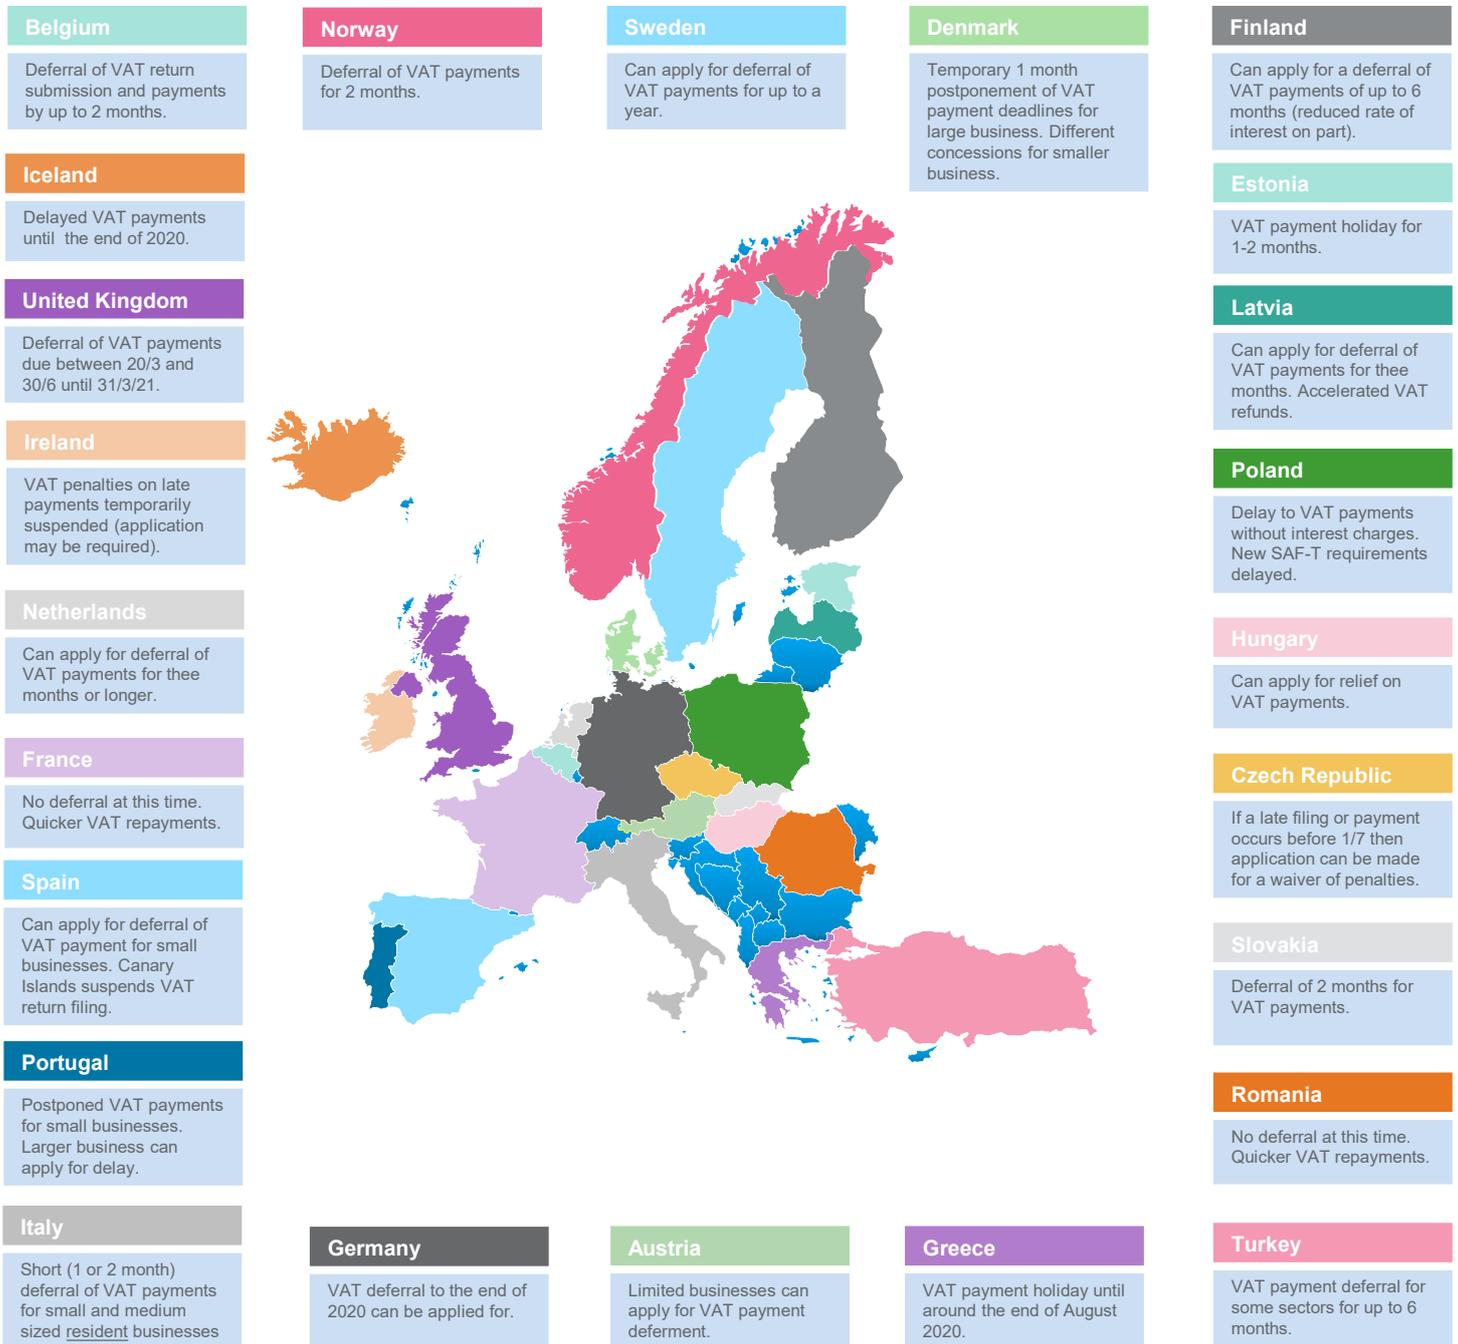 Belgium
Deferral of VAT return
submission and payments
by up to 2 months.
Norway
Deferral of VAT payments
for 2 months.
Sweden
Can apply for deferral of
VAT payments for up to a
year.
Denmark
Temporary 1 month
postponement of VAT
payment deadlines for
large business. Different
concessions for smaller
business.
Finland
Can apply for a deferral of
VAT payments of up to 6
months (reduced rate of
interest on part).
Iceland
Delayed VAT payments
until the end of 2020.
Estonia
VAT payment holiday for
1-2 months.
United Kingdom
Deferral of VAT payments
due between 20/3 and
30/6 until 31/3/21.
Latvia
Can apply for deferral of
VAT payments for thee
months. Accelerated VAT
refunds.
Ireland
VAT penalties on late
payments temporarily
suspended (application
may be required).
Poland
Delay to VAT payments
without interest charges.
New SAF-T requirements
delayed.
Netherlands
Can apply for deferral of
VAT payments for thee
months or longer.
Hungary
Can apply for relief on
VAT payments.
France
No deferral at this time.
Quicker VAT repayments.
Czech Republic
If a late filing or payment
occurs before 1/7 then
application can be made
for a waiver of penalties.
Spain
Can apply for deferral of
VAT payment for small
businesses. Canary
Islands suspends VAT
return filing.
Slovakia
Deferral of 2 months for
VAT payments.
Portugal
Postponed VAT payments
for small businesses.
Larger business can
apply for delay.
Romania
No deferral at this time.
Quicker VAT repayments.
Italy
Short (1 or 2 month)
deferral of VAT payments
for small and medium
sized resident businesses
Germany
VAT deferral to the end of
2020 can be applied for.
Austria
Limited businesses can
apply for VAT payment
deferment.
Greece
VAT payment holiday until
around the end of August
2020.
Turkey
VAT payment deferral for
some sectors for up to 6
months.